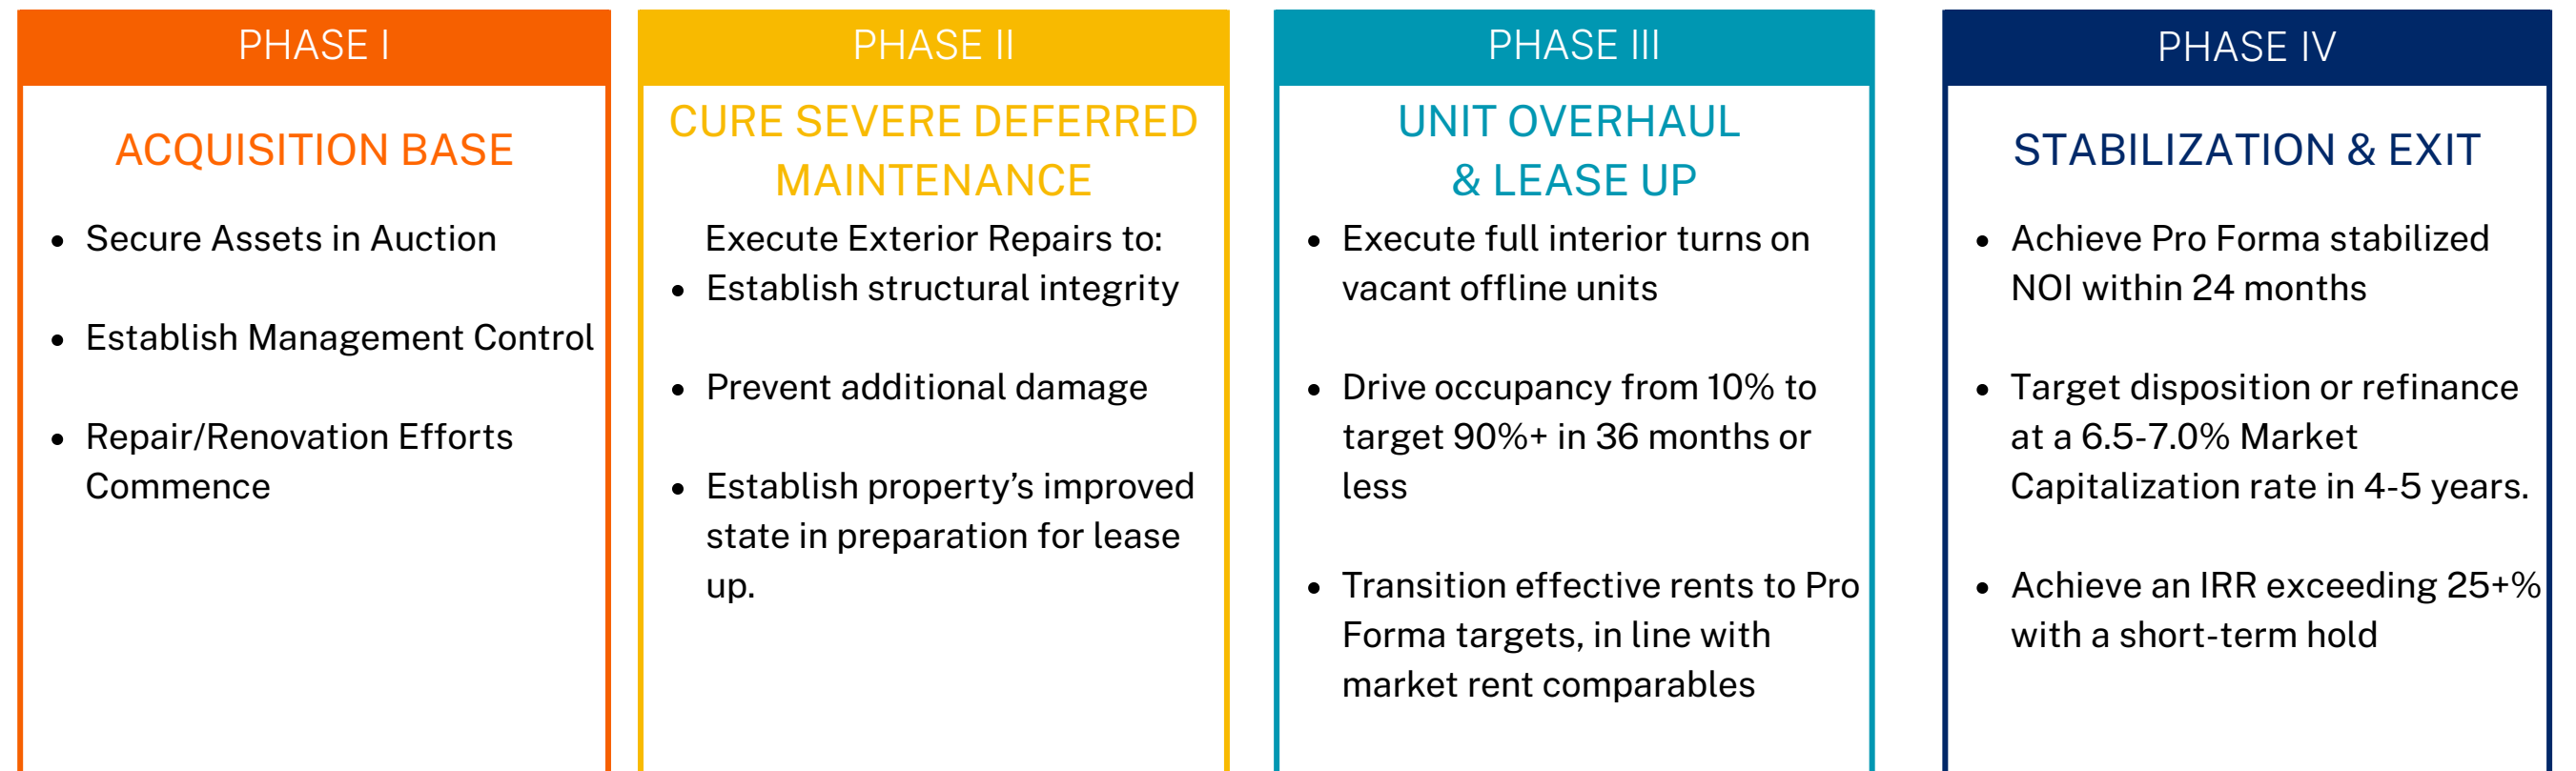 PHASE I
ACQUISITION BASE
• Secure Assets in Auction
• Establish Management Control
• Repair/Renovation Efforts
Commence
PHASE II
CURE SEVERE DEFERRED
MAINTENANCE
Execute Exterior Repairs to:
• Establish structural integrity
• Prevent additional damage
• Establish property’s improved
state in preparation for lease
up.
PHASE III
UNIT OVERHAUL
& LEASE UP
• Execute full interior turns on
vacant offline units
• Drive occupancy from 10% to
target 90%+ in 36 months or
less
• Transition effective rents to Pro
Forma targets, in line with
market rent comparables
PHASE IV
STABILIZATION & EXIT
• Achieve Pro Forma stabilized
NOI within 24 months
• Target disposition or refinance
at a 6.5-7.0% Market
Capitalization rate in 4-5 years.
• Achieve an IRR exceeding 25+%
with a short-term hold